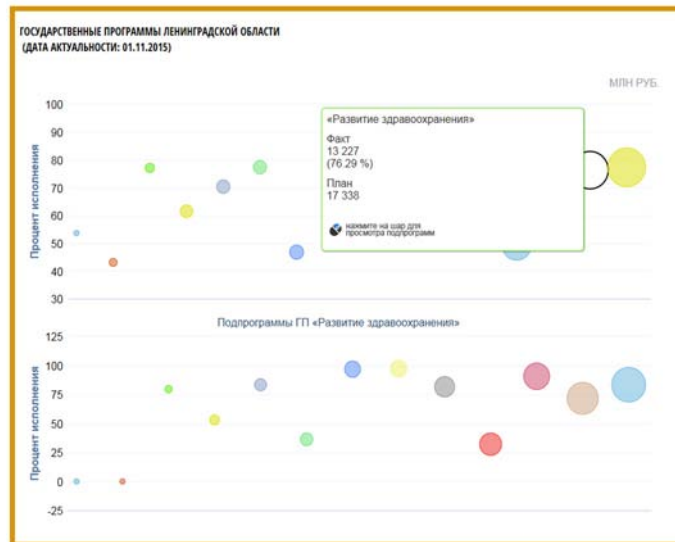 ГОСУДАРСТВЕННЫЕ ПРОГРАММЫ ЛЕНИНГРАДСКОЙ ОБЛАСТИ
(ДАТА АКТУАЛЬНОСТИ: 01.11.2015)
МЛН РУБ.
Процент исполнения
100
90
80
70
60
50
40
30
«Развитие здравоохранения»
Факт
13 227
(76.29 %)
План
17 338
нажмите на шар для
просмотра подпрограмм
Подпрограммы ГП «Развитие здравоохранения»
Процент исполнения
125
100
75
50
25
0
-25